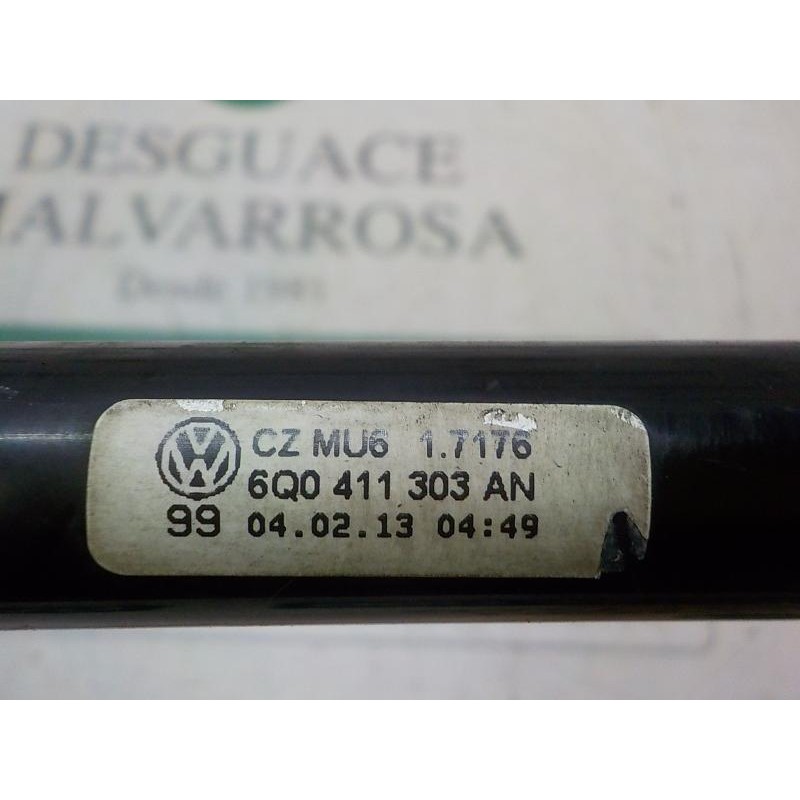 DESGUACE
MALVARROSA
Desde 1981
CZ MU6 1.7176
6Q0 411 303 AN
99 04.02.13 04:49